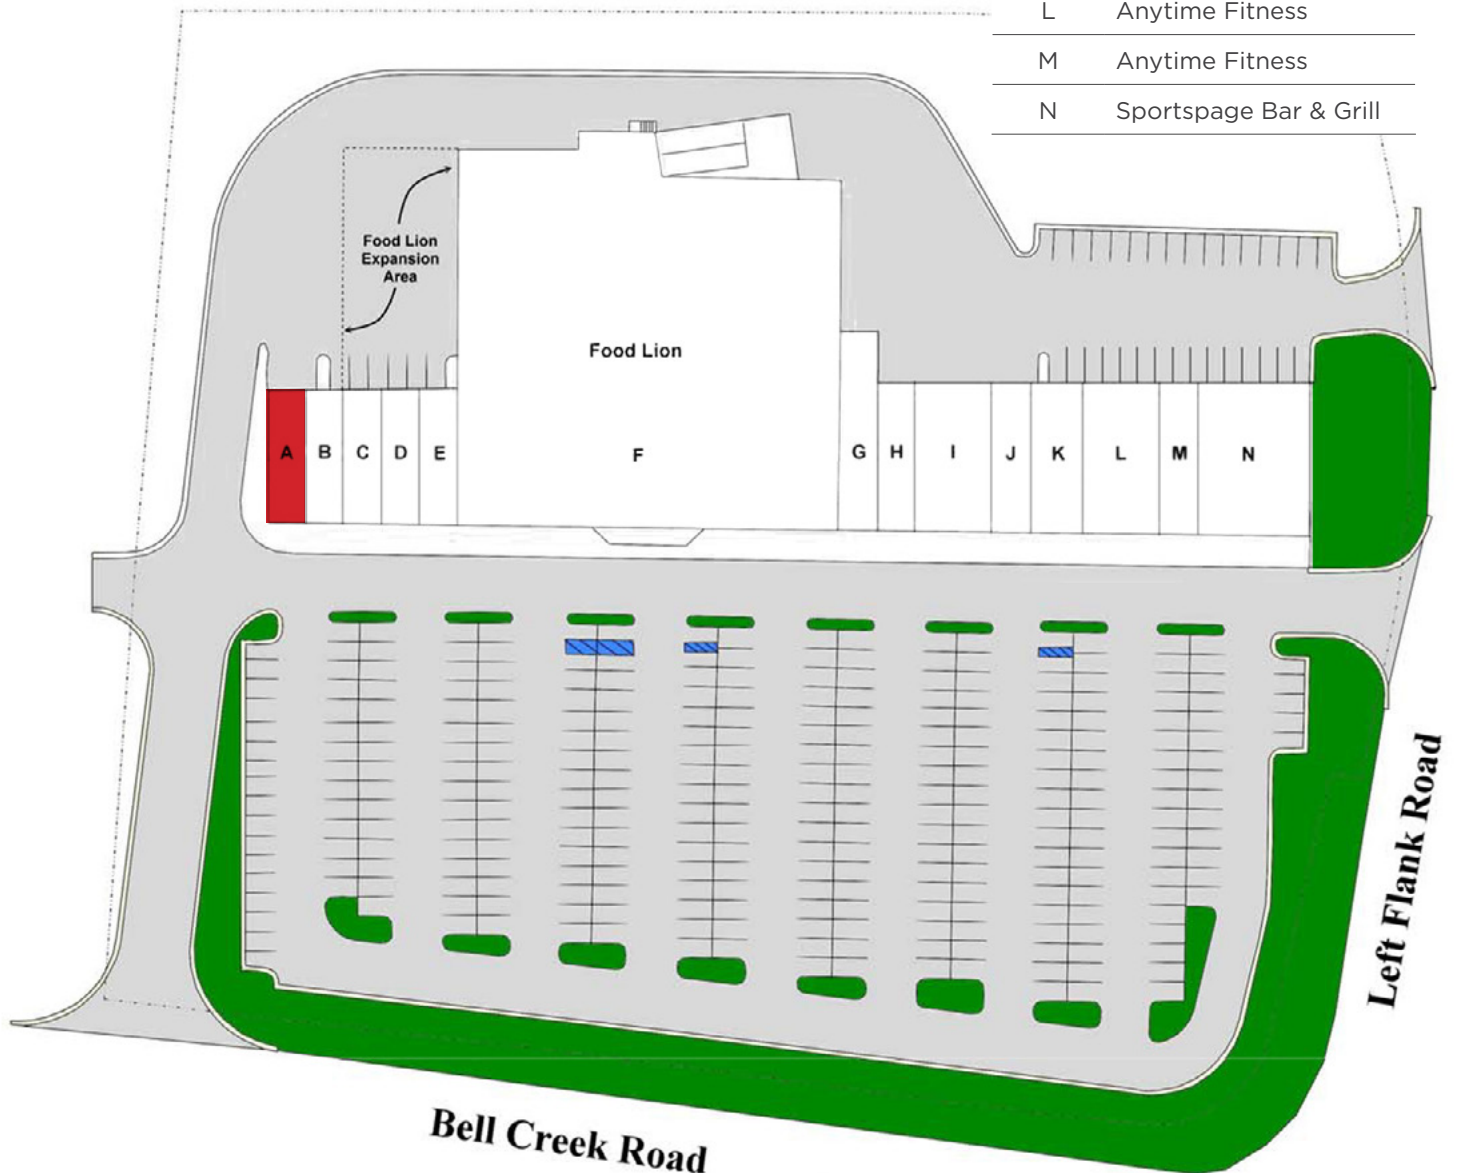 L Anytime Fitness
M Anytime Fitness
N Sportspage Bar & Grill
Food Lion
Expansion
Area
Food Lion
A B C D E F G H I J K L M N
Left Flank Road
Bell Creek Road